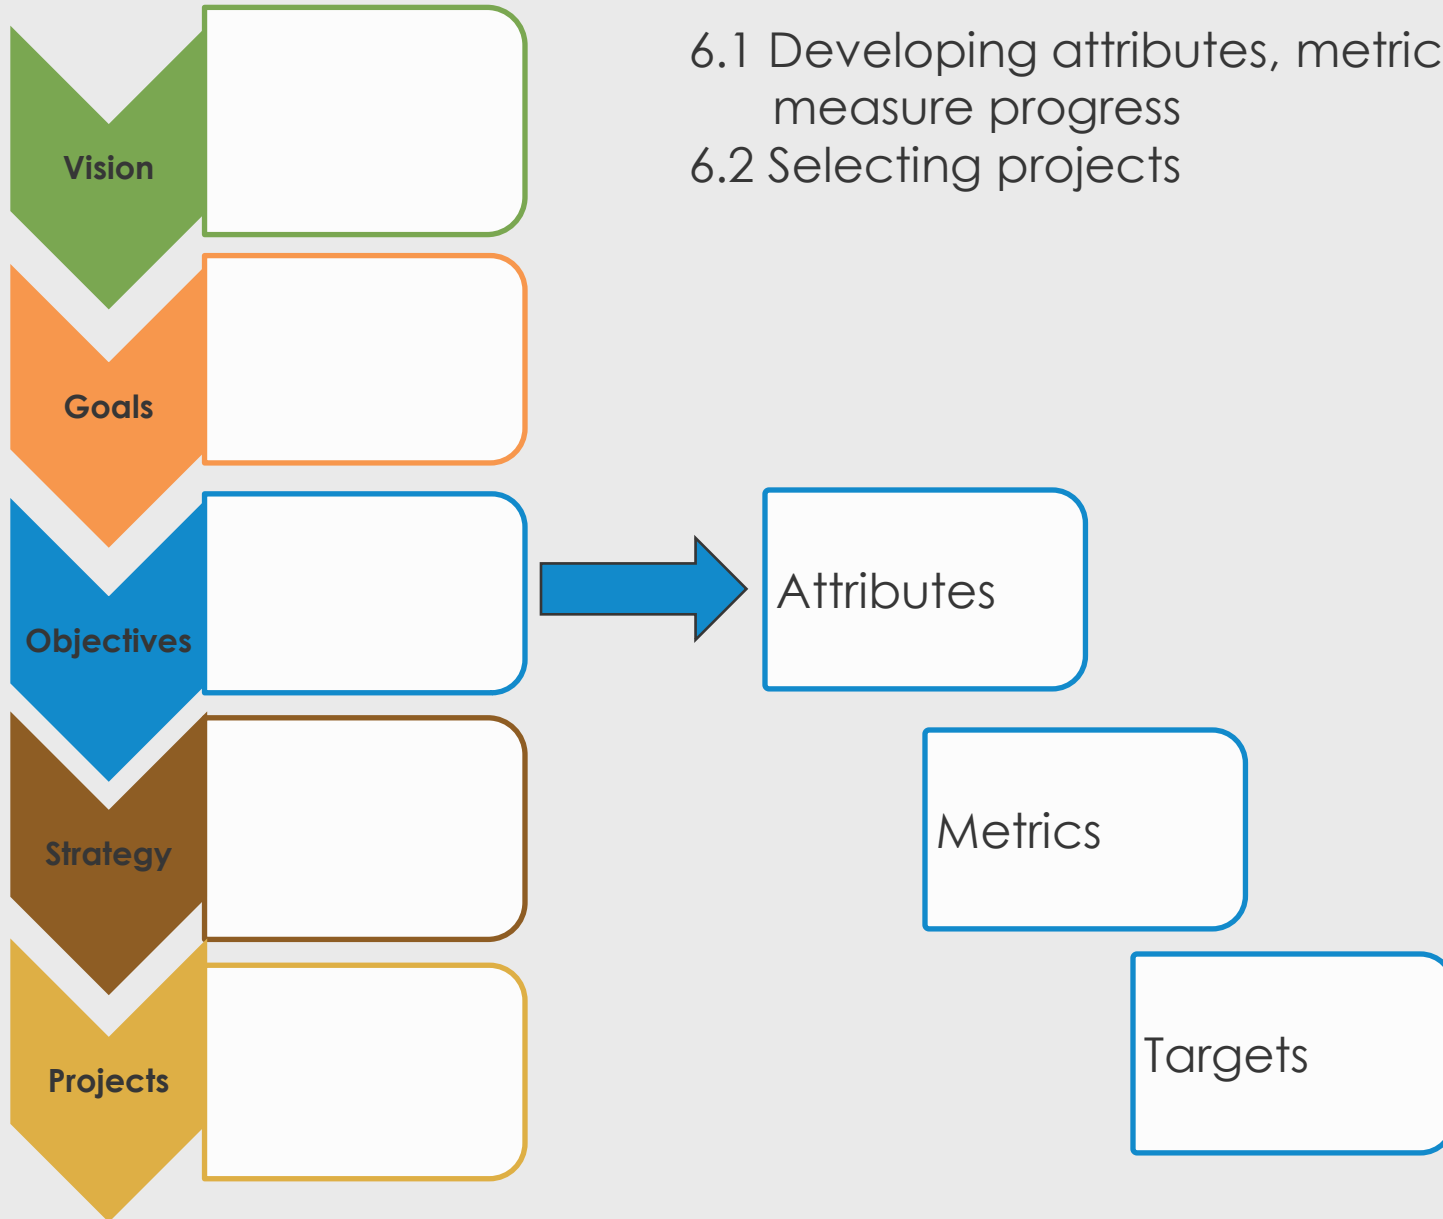 6.1 Developing attributes, metric
measure progress
6.2 Selecting projects
Vision
Goals
Objectives
Attributes
Strategy
Metrics
Projects
Targets